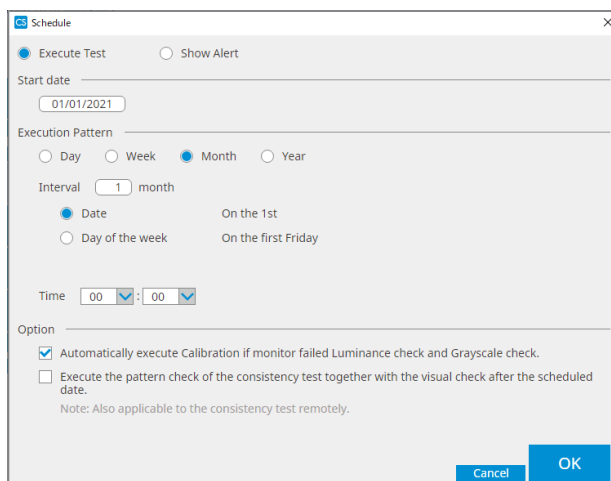 CS Schedule
Execute Test Show Alert
Start date
01/01/2021
Execution Pattern
Day Week Month Year
Interval 1 month
Date On the 1st
Day of the week On the first Friday
Time 00 : 00
Option
Automatically execute Calibration if monitor failed Luminance check and Grayscale check.
Execute the pattern check of the consistency test together with the visual check after the scheduled
date.
Note: Also applicable to the consistency test remotely.
Cancel OK